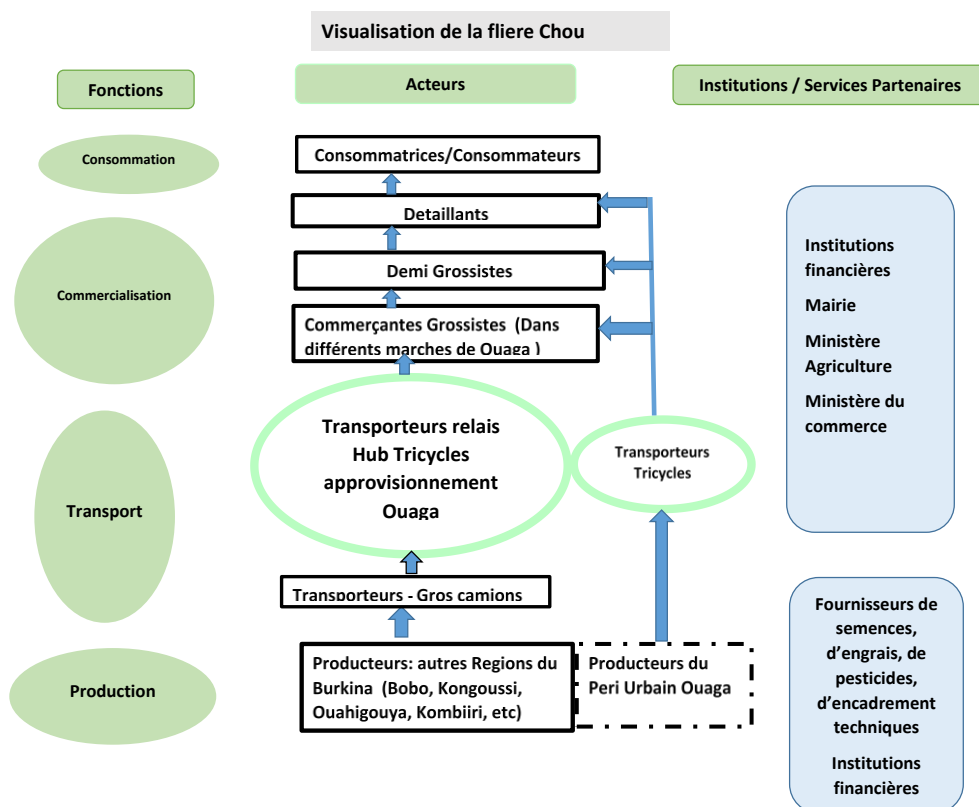 Visualisation de la fliere Chou
Fonctions
Acteurs
Institutions / Services Partenaires
Consommation
Consommatrices/Consommateurs
Detaillants
Demi Grossistes
Commercialisation
Commerçantes Grossistes (Dans
différents marches de Ouaga )
Institutions
financières
Mairie
Ministère
Agriculture
Ministère du
commerce
Transport
Transporteurs relais
Hub Tricycles
approvisionnement
Ouaga
Transporteurs
Tricycles
Transporteurs - Gros camions
Production
Producteurs: autres Regions du
Burkina (Bobo, Kongoussi,
Ouahigouya, Kombiiri, etc)
Producteurs du
Peri Urbain Ouaga
Fournisseurs de
semences,
d'engrais, de
pesticides,
d'encadrement
techniques
Institutions
financières